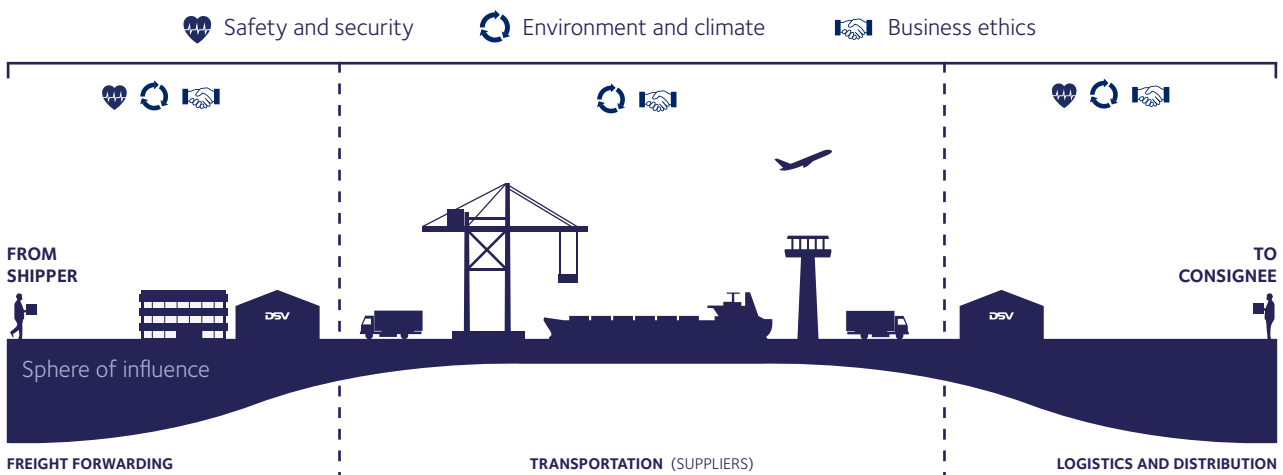 Safety and security
Environment and climate
Business ethics
FROM
SHIPPER
TO
CONSIGNEE
DSV
DSV
Sphere of influence
FREIGHT FORWARDING
TRANSPORTATION (SUPPLIERS)
LOGISTICS AND DISTRIBUTION